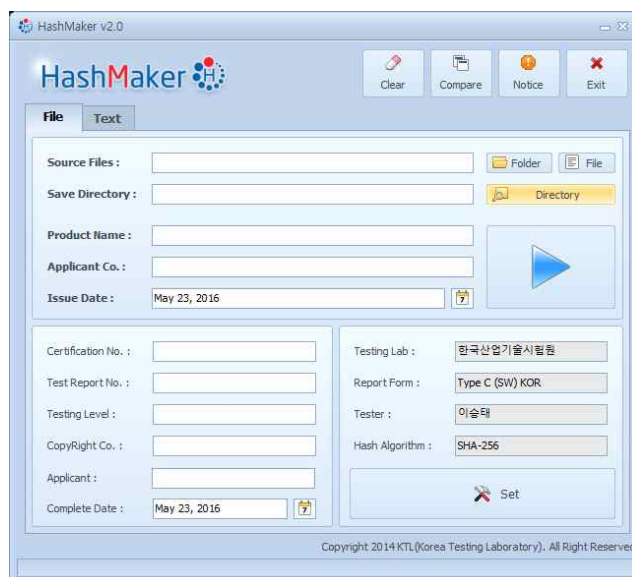 HashMaker v2.0
HashMaker H
Clear Compare Notice Exit
File Text
Source Files : Folder File
Save Directory : Directory
Product Name :
Applicant Co. :
Issue Date : May 23, 2016 7
Certification No. :
Test Report No. :
Testing Level :
CopyRight Co. :
Applicant :
Complete Date : May 23, 2016 7
Testing Lab : 한국산업기술시험원
Report Form : Type C (SW) KOR
Tester : 이승태
Hash Algorithm : SHA-256
Set
Copyright 2014 KTL(Korea Testing Laboratory). All Right Reserved